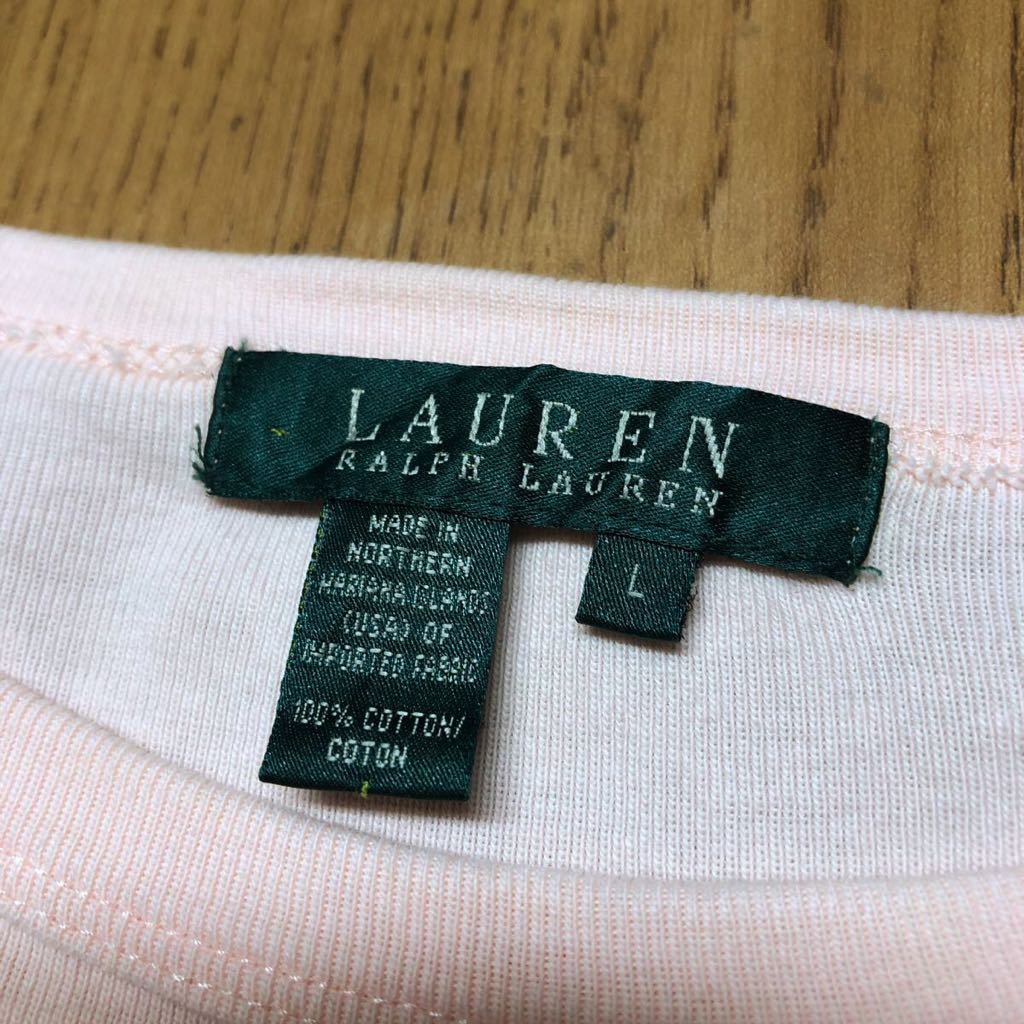 LAUREN
RALPH LAUREN
MADE IN
NORTHERN
MARIANA ISLANDS
(USA) OF
IMPORTED FABRIC
100% COTTON/
COTON
L